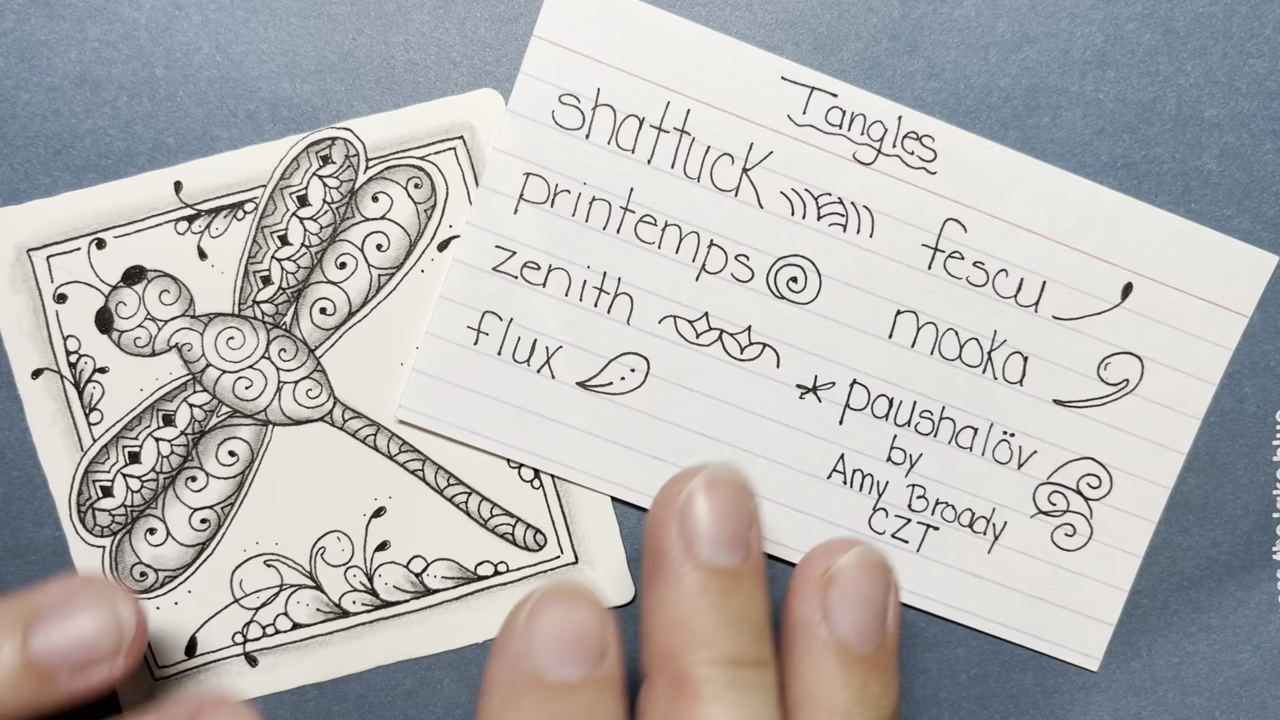 Tangles
shattuck
printemps
zenith
flux
fescu
mooka
* paushalöv
by
Amy Broady
CZT